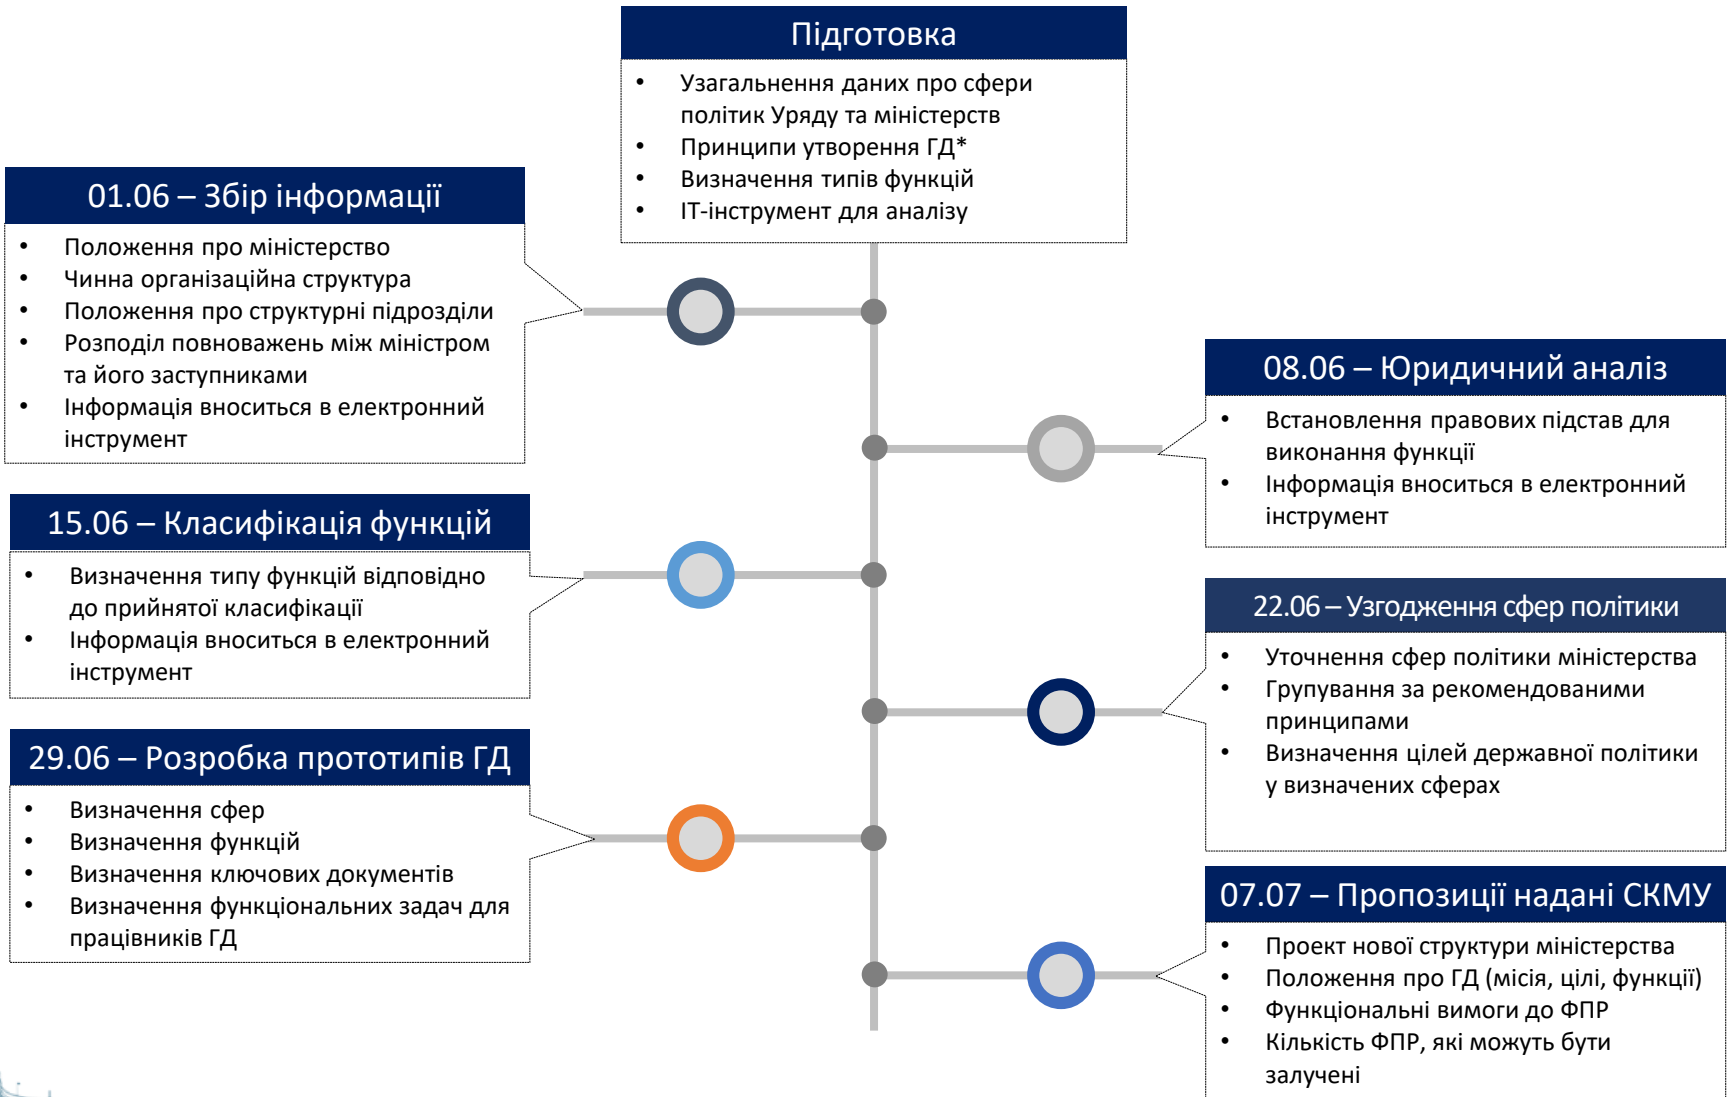 Підготовка
• Узагальнення даних про сфери
політик Уряду та міністерств
• Принципи утворення ГД*
• Визначення типів функцій
• ІТ-інструмент для аналізу
01.06 – Збір інформації
• Положення про міністерство
• Чинна організаційна структура
• Положення про структурні підрозділи
• Розподіл повноважень між міністром
та його заступниками
• Інформація вноситься в електронний
інструмент
08.06 – Юридичний аналіз
• Встановлення правових підстав для
виконання функції
• Інформація вноситься в електронний
інструмент
15.06 – Класифікація функцій
• Визначення типу функцій відповідно
до прийнятої класифікації
• Інформація вноситься в електронний
інструмент
22.06 – Узгодження сфер політики
• Уточнення сфер політики міністерства
• Групування за рекомендованими
принципами
• Визначення цілей державної політики
у визначених сферах
29.06 – Розробка прототипів ГД
• Визначення сфер
• Визначення функцій
• Визначення ключових документів
• Визначення функціональних задач для
працівників ГД
07.07 – Пропозиції надані СКМУ
• Проект нової структури міністерства
• Положення про ГД (місія, цілі, функції)
• Функціональні вимоги до ФПР
• Кількість ФПР, які можуть бути
залучені